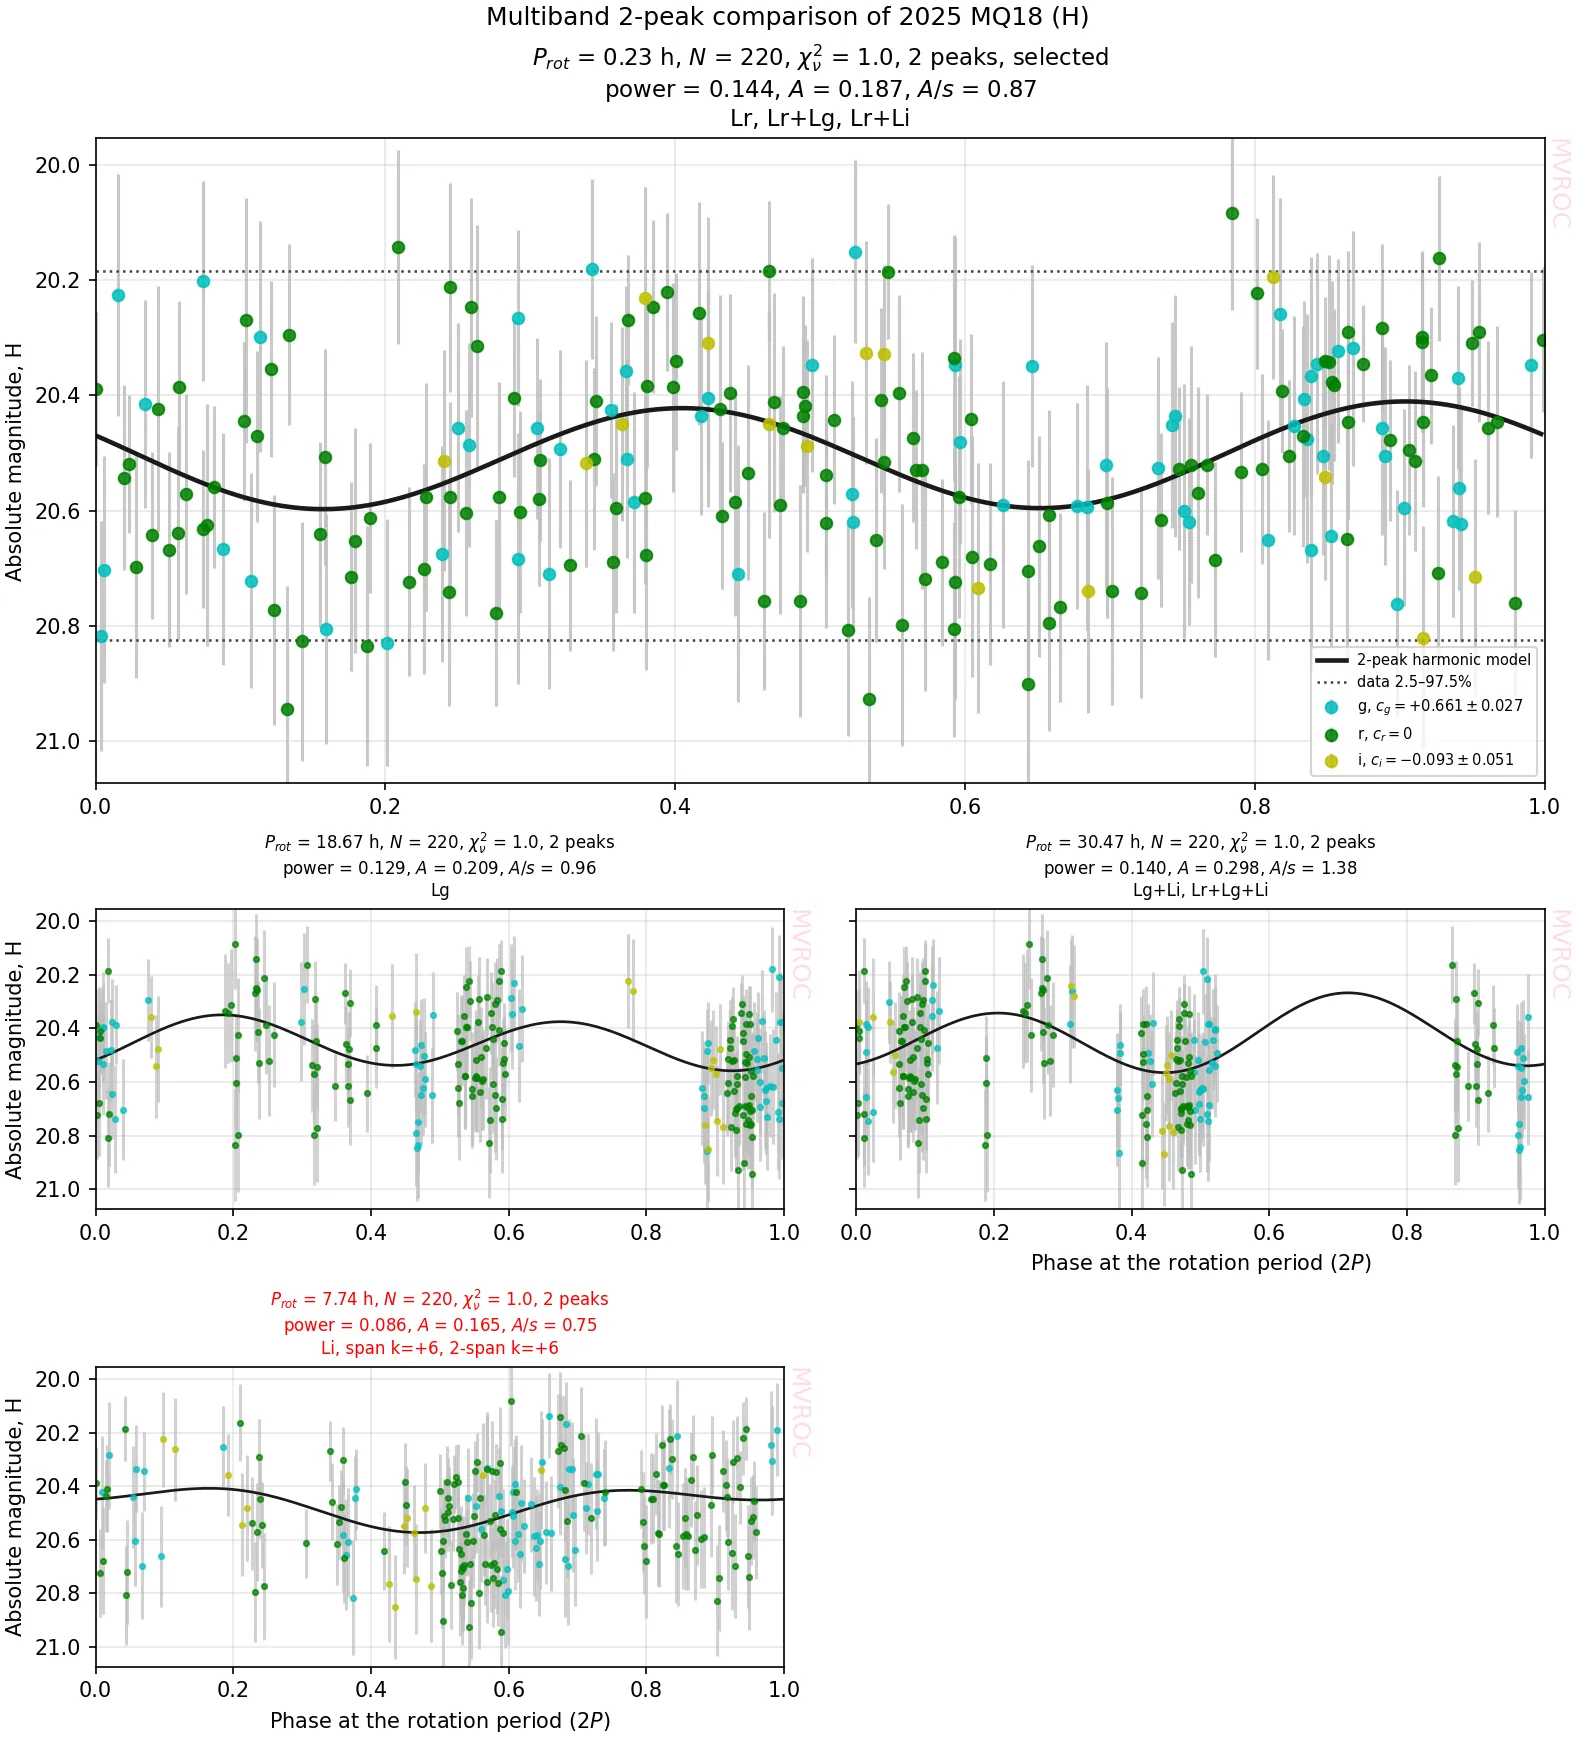 Multiband 2-peak comparison of 2025 MQ18 (H)
P_rot = 0.23 h, N = 220, χ²_ν = 1.0, 2 peaks, selected
power = 0.144, A = 0.187, A/s = 0.87
Lr, Lr+Lg, Lr+Li
MVROC
Absolute magnitude, H
20.0
20.2
20.4
20.6
20.8
21.0
2-peak harmonic model
data 2.5–97.5%
g, c_g = +0.661 ± 0.027
r, c_r = 0
i, c_i = −0.093 ± 0.051
0.0 0.2 0.4 0.6 0.8 1.0
P_rot = 18.67 h, N = 220, χ²_ν = 1.0, 2 peaks
power = 0.129, A = 0.209, A/s = 0.96
Lg
MVROC
Absolute magnitude, H
20.0
20.2
20.4
20.6
20.8
21.0
0.0 0.2 0.4 0.6 0.8 1.0
P_rot = 30.47 h, N = 220, χ²_ν = 1.0, 2 peaks
power = 0.140, A = 0.298, A/s = 1.38
Lg+Li, Lr+Lg+Li
MVROC
0.0 0.2 0.4 0.6 0.8 1.0
Phase at the rotation period (2P)
P_rot = 7.74 h, N = 220, χ²_ν = 1.0, 2 peaks
power = 0.086, A = 0.165, A/s = 0.75
Li, span k=+6, 2-span k=+6
MVROC
Absolute magnitude, H
20.0
20.2
20.4
20.6
20.8
21.0
0.0 0.2 0.4 0.6 0.8 1.0
Phase at the rotation period (2P)